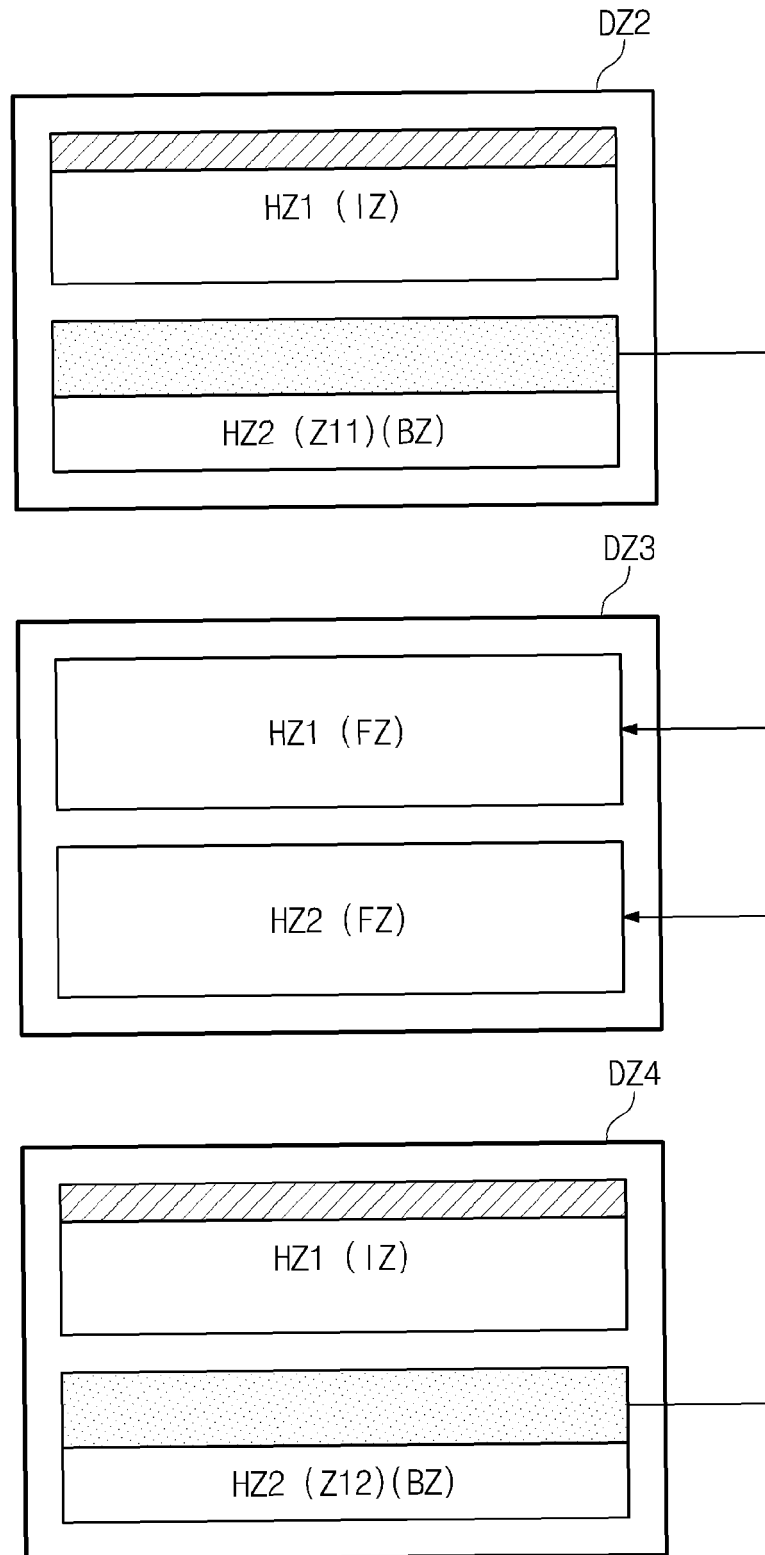 DZ2
HZ1 (IZ)
HZ2 (Z11)(BZ)
DZ3
HZ1 (FZ)
HZ2 (FZ)
DZ4
HZ1 (IZ)
HZ2 (Z12)(BZ)